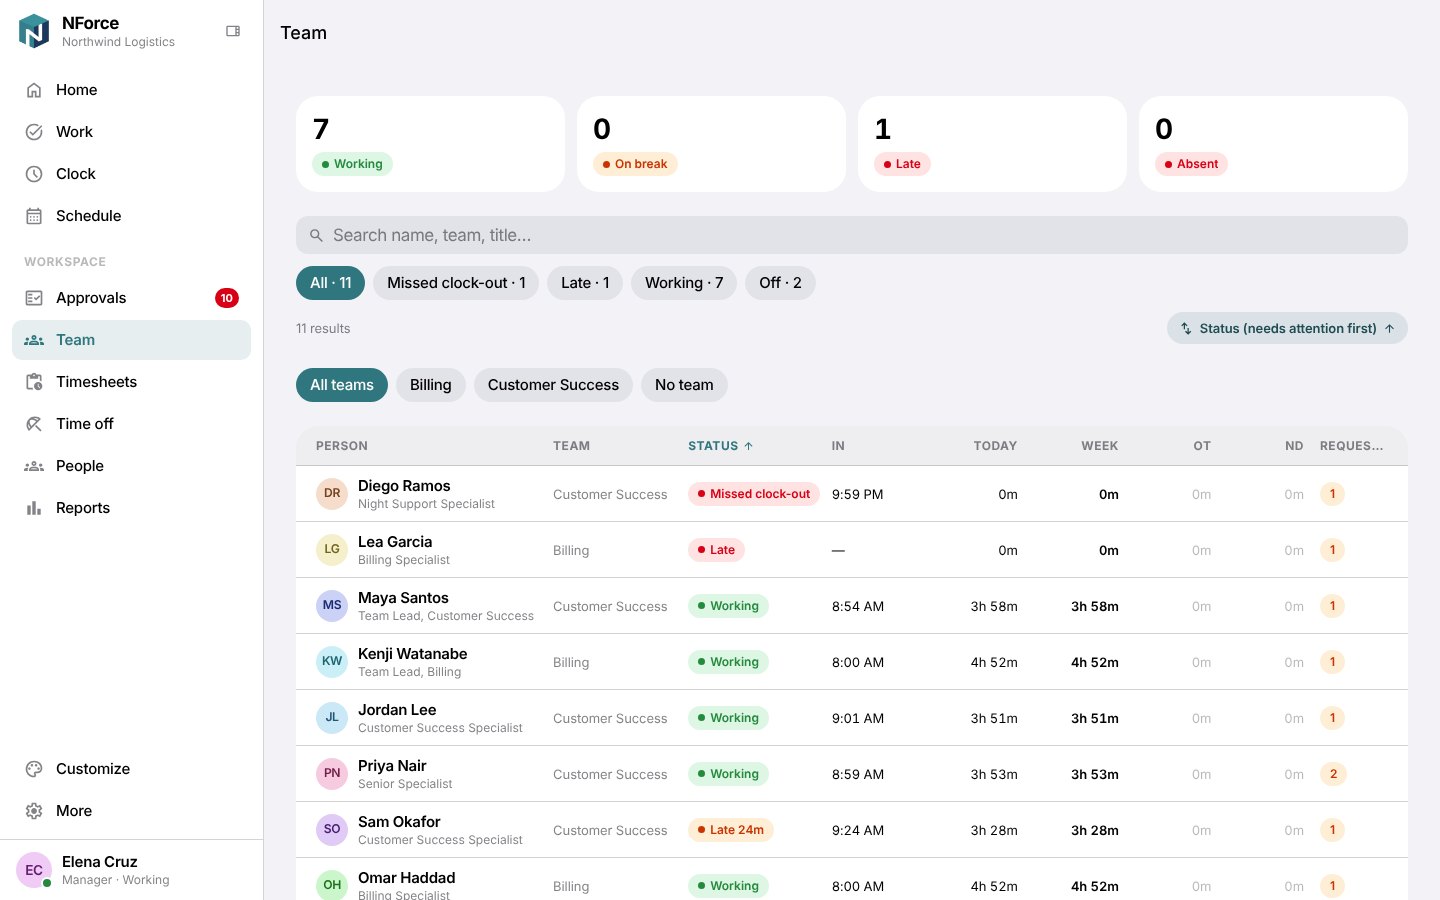 NForce
Northwind Logistics
Home
Work
Clock
Schedule
WORKSPACE
Approvals 10
Team
Timesheets
Time off
People
Reports
Customize
More
EC Elena Cruz
Manager · Working
Team
7
Working
0
On break
1
Late
0
Absent
Search name, team, title...
All · 11 Missed clock-out · 1 Late · 1 Working · 7 Off · 2
11 results Status (needs attention first) ↑
All teams Billing Customer Success No team
PERSON TEAM STATUS ↑ IN TODAY WEEK OT ND REQUES...
DR Diego Ramos Customer Success Missed clock-out 9:59 PM 0m 0m 0m 0m 1
Night Support Specialist
LG Lea Garcia Billing Late — 0m 0m 0m 0m 1
Billing Specialist
MS Maya Santos Customer Success Working 8:54 AM 3h 58m 3h 58m 0m 0m 1
Team Lead, Customer Success
KW Kenji Watanabe Billing Working 8:00 AM 4h 52m 4h 52m 0m 0m 1
Team Lead, Billing
JL Jordan Lee Customer Success Working 9:01 AM 3h 51m 3h 51m 0m 0m 1
Customer Success Specialist
PN Priya Nair Customer Success Working 8:59 AM 3h 53m 3h 53m 0m 0m 2
Senior Specialist
SO Sam Okafor Customer Success Late 24m 9:24 AM 3h 28m 3h 28m 0m 0m 1
Customer Success Specialist
OH Omar Haddad Billing Working 8:00 AM 4h 52m 4h 52m 0m 0m 1
Billing Specialist